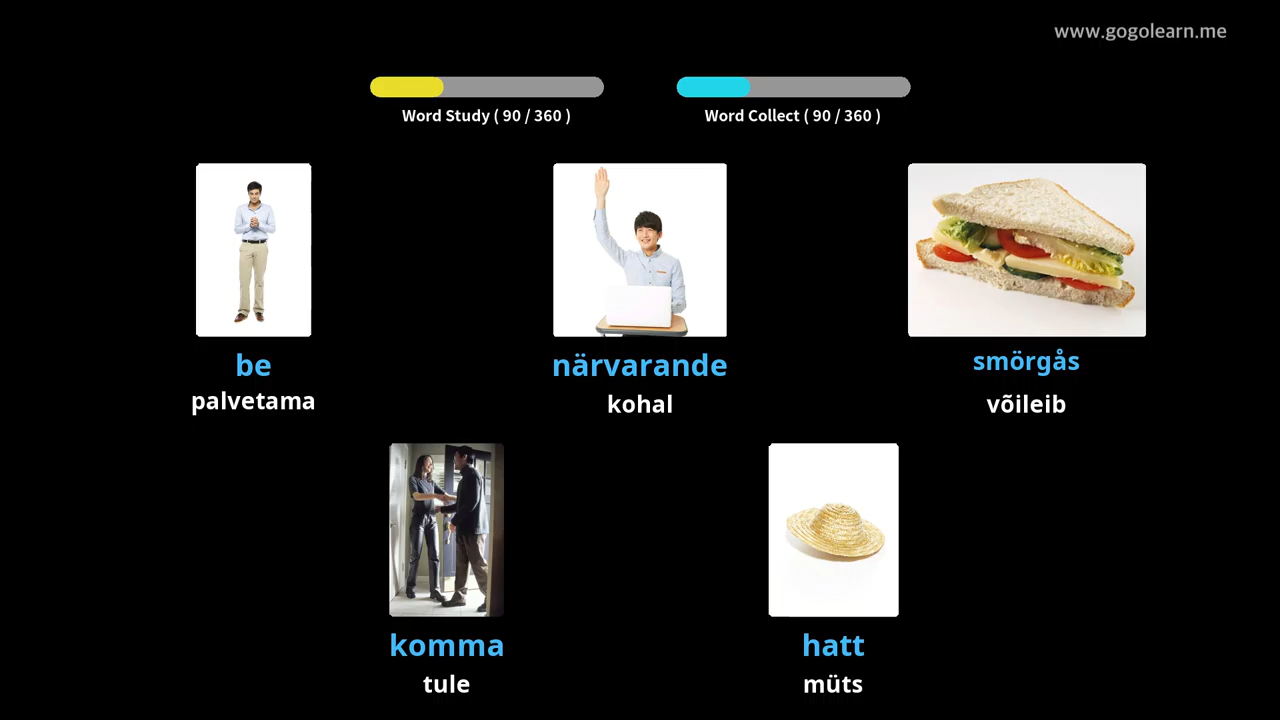 www.gogolearn.me
Word Study ( 90 / 360 )
Word Collect ( 90 / 360 )
be
palvetama
närvarande
kohal
smörgås
võileib
komma
tule
hatt
müts